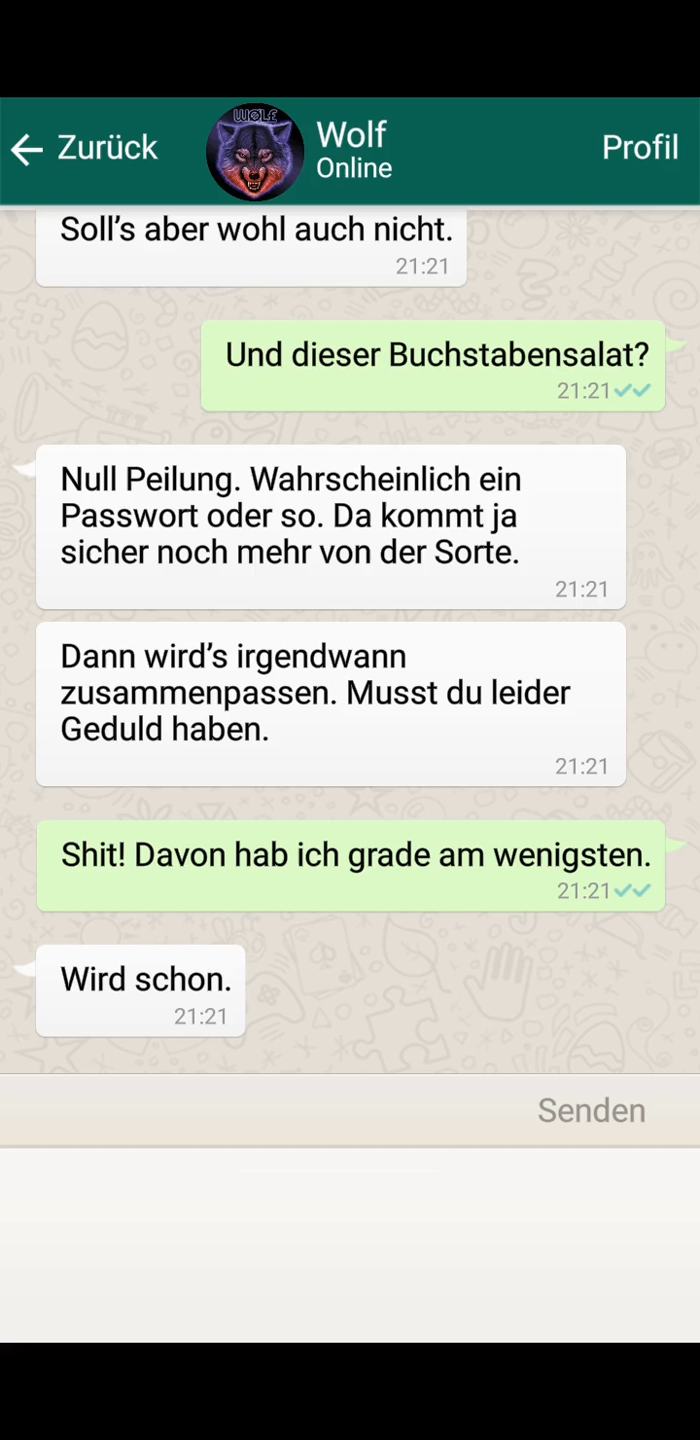 ← Zurück
WOLF
Wolf
Online
Profil
Soll’s aber wohl auch nicht.
21:21
Und dieser Buchstabensalat?
21:21
Null Peilung. Wahrscheinlich ein
Passwort oder so. Da kommt ja
sicher noch mehr von der Sorte.
21:21
Dann wird’s irgendwann
zusammenpassen. Musst du leider
Geduld haben.
21:21
Shit! Davon hab ich grade am wenigsten.
21:21
Wird schon.
21:21
Senden